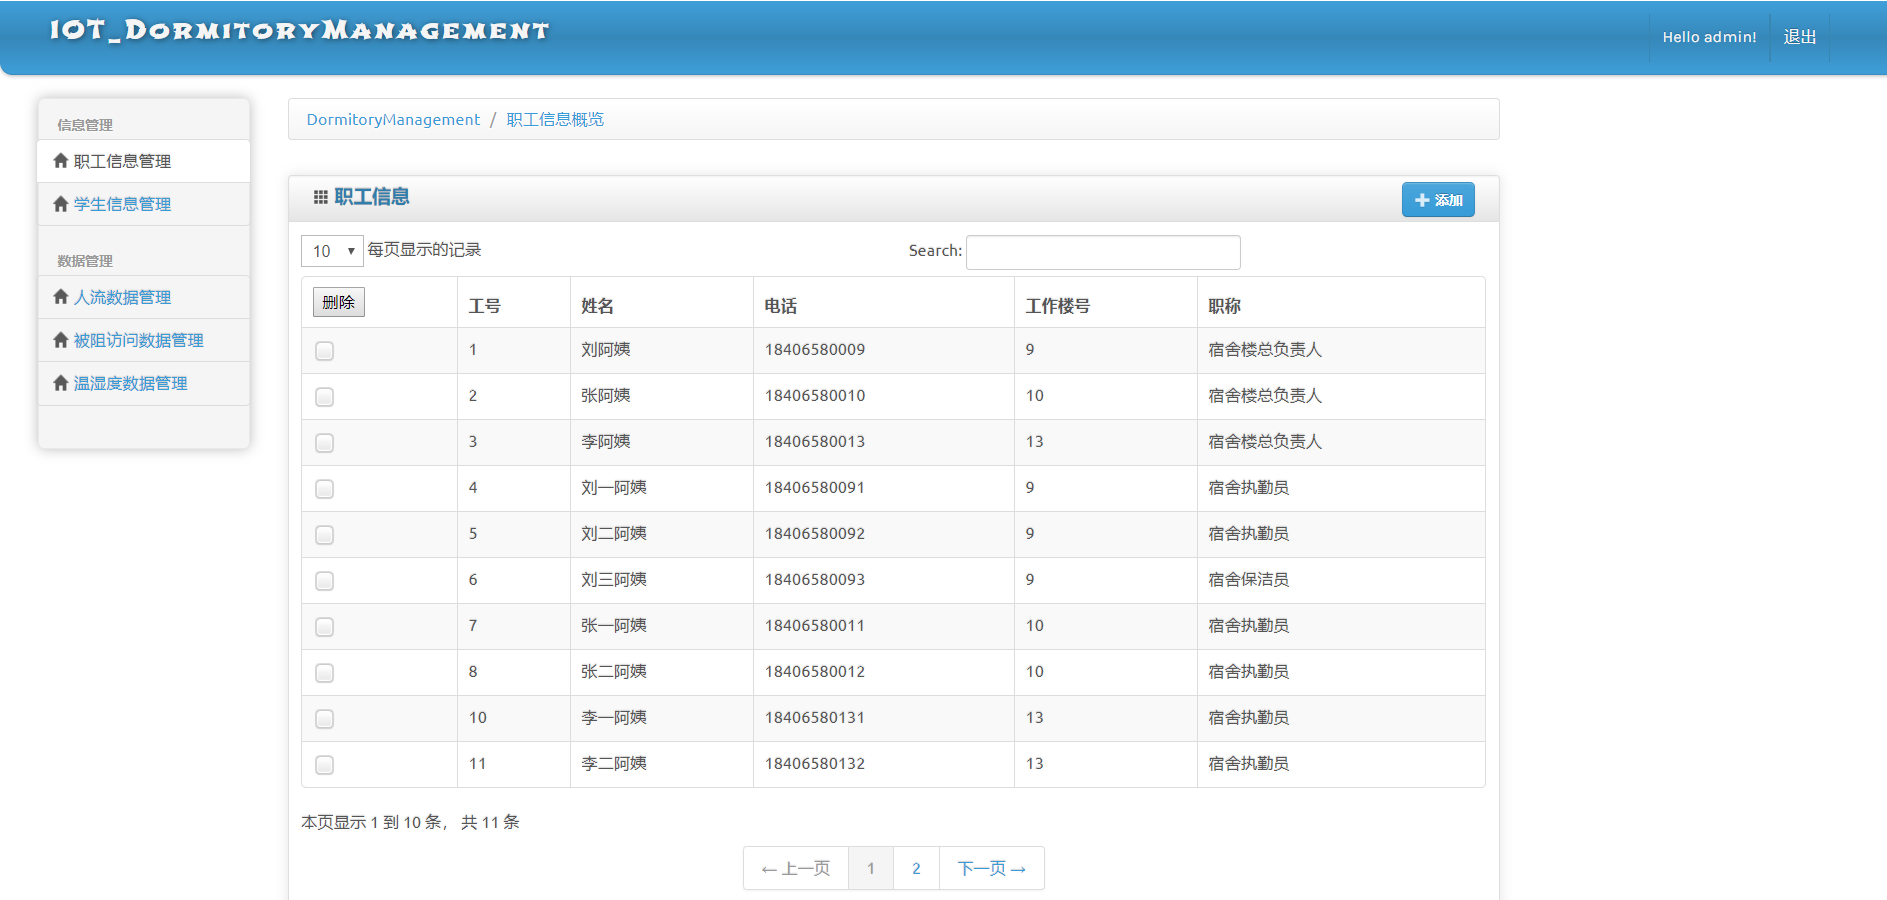 IOT_DormitoryManagement
Hello admin! 退出
信息管理
职工信息管理
学生信息管理
数据管理
人流数据管理
被阻访问数据管理
温湿度数据管理
DormitoryManagement / 职工信息概览
职工信息
添加
10 每页显示的记录 Search:
删除 工号 姓名 电话 工作楼号 职称
1 刘阿姨 18406580009 9 宿舍楼总负责人
2 张阿姨 18406580010 10 宿舍楼总负责人
3 李阿姨 18406580013 13 宿舍楼总负责人
4 刘一阿姨 18406580091 9 宿舍执勤员
5 刘二阿姨 18406580092 9 宿舍执勤员
6 刘三阿姨 18406580093 9 宿舍保洁员
7 张一阿姨 18406580011 10 宿舍执勤员
8 张二阿姨 18406580012 10 宿舍执勤员
10 李一阿姨 18406580131 13 宿舍执勤员
11 李二阿姨 18406580132 13 宿舍执勤员
本页显示 1 到 10 条， 共 11 条
← 上一页 1 2 下一页 →